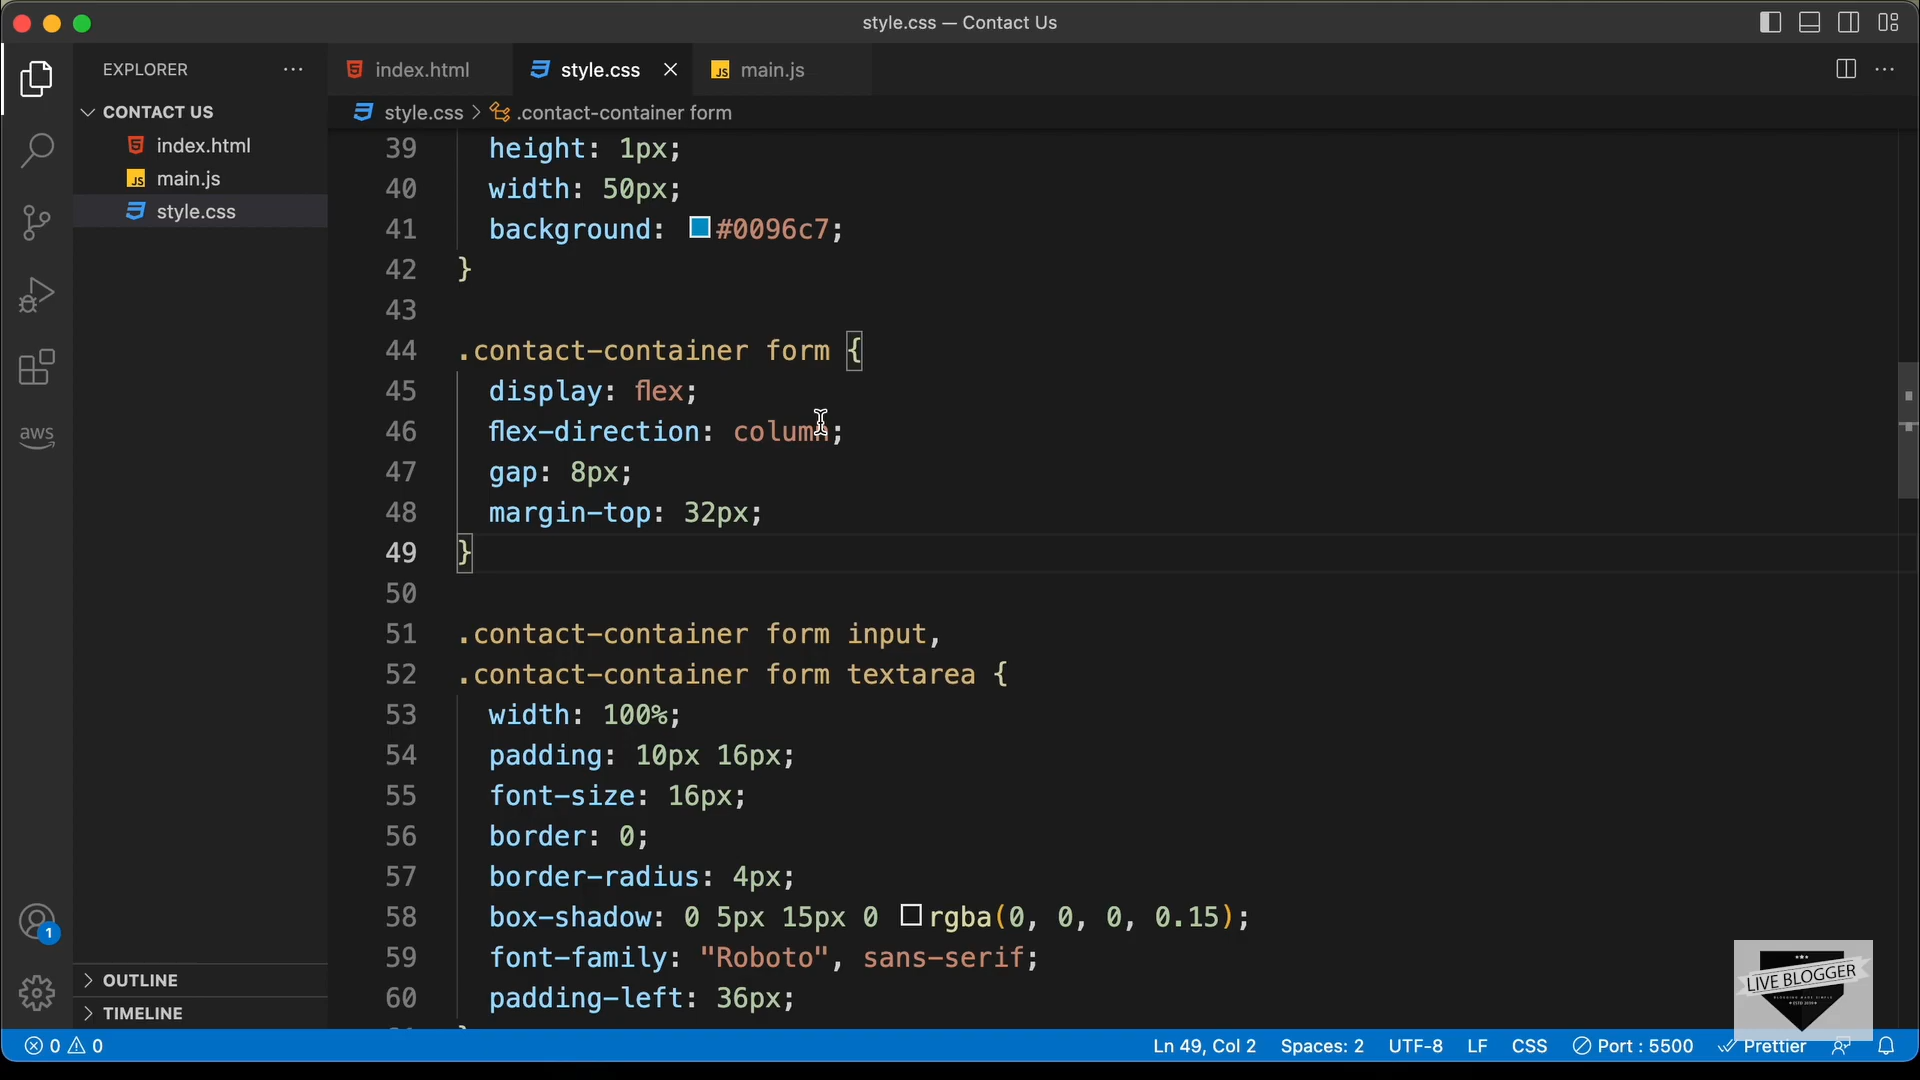 style.css — Contact Us
EXPLORER
index.html
style.css
main.js
CONTACT US
index.html
main.js
style.css
style.css > .contact-container form
39 height: 1px;
40 width: 50px;
41 background: #0096c7;
42 }
43
44 .contact-container form {
45 display: flex;
46 flex-direction: column;
47 gap: 8px;
48 margin-top: 32px;
49 }
50
51 .contact-container form input,
52 .contact-container form textarea {
53 width: 100%;
54 padding: 10px 16px;
55 font-size: 16px;
56 border: 0;
57 border-radius: 4px;
58 box-shadow: 0 5px 15px 0 rgba(0, 0, 0, 0.15);
59 font-family: "Roboto", sans-serif;
60 padding-left: 36px;
aws
1
OUTLINE
TIMELINE
LIVE BLOGGER
0 0
Ln 49, Col 2 Spaces: 2 UTF-8 LF CSS Port : 5500 Prettier